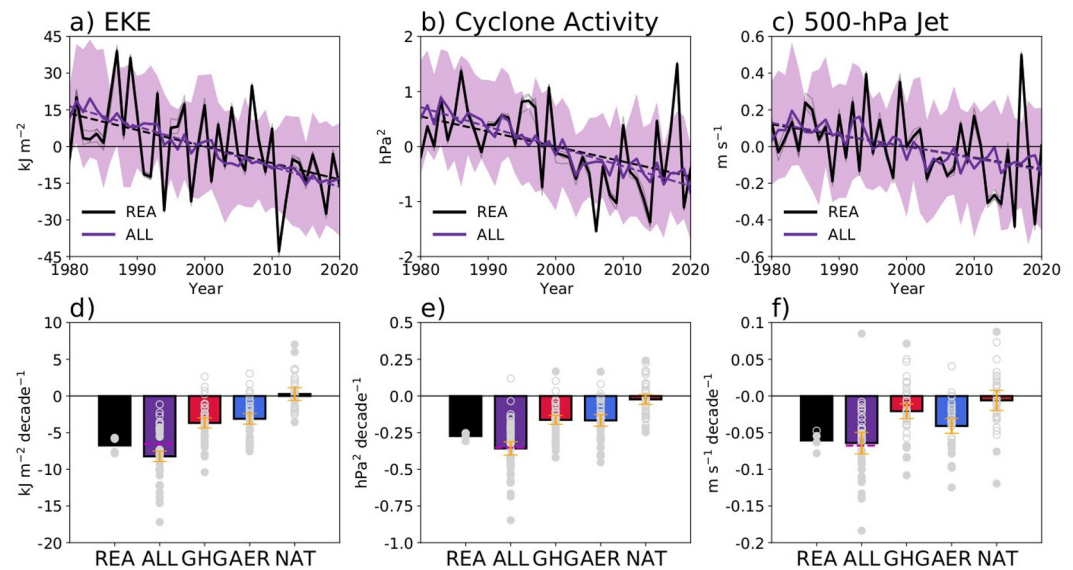 a) EKE
b) Cyclone Activity
c) 500-hPa Jet
45
30
15
0
-15
-30
-45
kJ m⁻²
REA
ALL
1980 1990 2000 2010 2020
Year
2
1
0
-1
-2
hPa²
REA
ALL
1980 1990 2000 2010 2020
Year
0.6
0.4
0.2
0.0
-0.2
-0.4
-0.6
m s⁻¹
REA
ALL
1980 1990 2000 2010 2020
Year
d)
10
5
0
-5
-10
-15
-20
kJ m⁻² decade⁻¹
REA ALL GHG AER NAT
e)
0.5
0.25
0.0
-0.25
-0.5
-0.75
-1.0
hPa² decade⁻¹
REA ALL GHG AER NAT
f)
0.1
0.05
-0.00
-0.05
-0.1
-0.15
-0.2
m s⁻¹ decade⁻¹
REA ALL GHG AER NAT